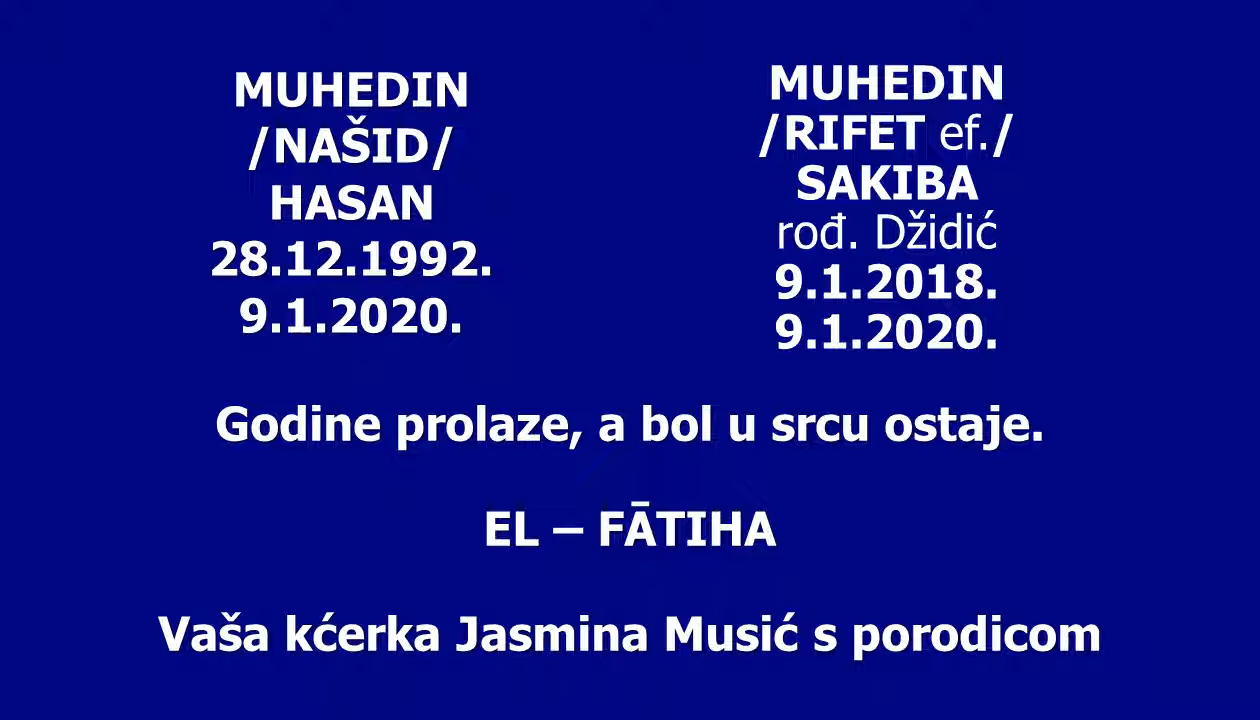 MUHEDIN
/NAŠID/
HASAN
28.12.1992.
9.1.2020.
MUHEDIN
/RIFET ef./
SAKIBA
rođ. Džidić
9.1.2018.
9.1.2020.
Godine prolaze, a bol u srcu ostaje.
EL – FĀTIHA
Vaša kćerka Jasmina Musić s porodicom